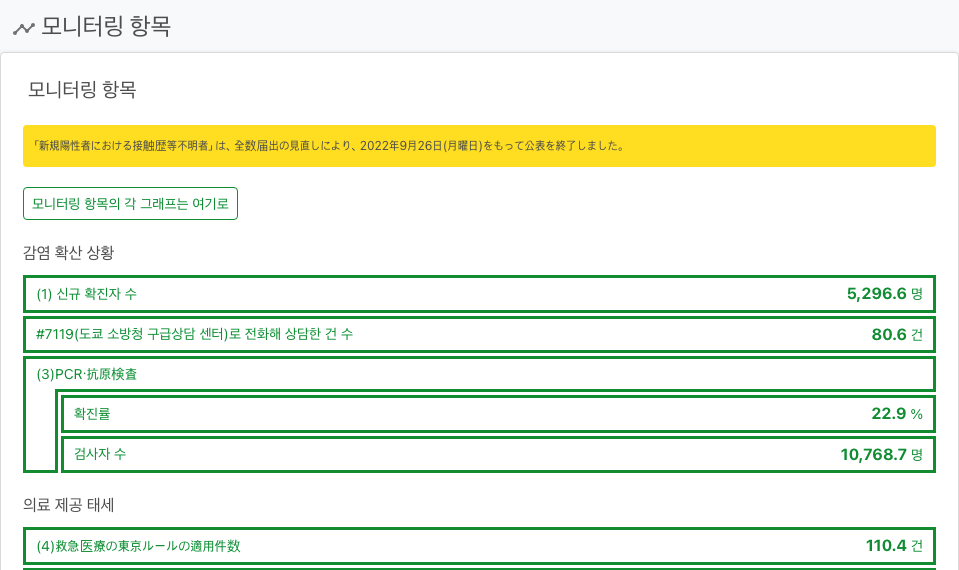 모니터링 항목
모니터링 항목
「新規陽性者における接触歴等不明者」は、全数届出の見直しにより、2022年9月26日(月曜日)をもって公表を終了しました。
모니터링 항목의 각 그래프는 여기로
감염 확산 상황
(1) 신규 확진자 수 5,296.6 명
#7119(도쿄 소방청 구급상담 센터)로 전화해 상담한 건 수 80.6 건
(3)PCR·抗原検査
확진률 22.9 %
검사자 수 10,768.7 명
의료 제공 태세
(4)救急医療の東京ルールの適用件数 110.4 건